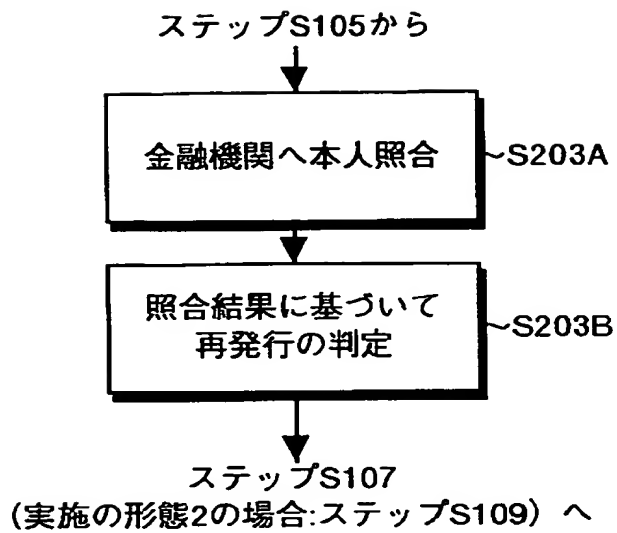 ステップS105から
金融機関へ本人照合
~S203A
照合結果に基づいて
再発行の判定
~S203B
ステップS107
(実施の形態2の場合:ステップS109)へ